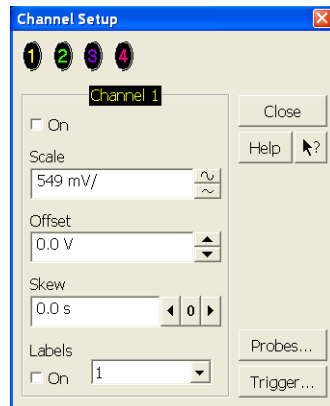 Channel Setup
1 2 3 4
Channel 1
On
Close
Help ?
Scale
549 mV/
Offset
0.0 V
Skew
0.0 s
0
Labels
On
1
Probes...
Trigger...